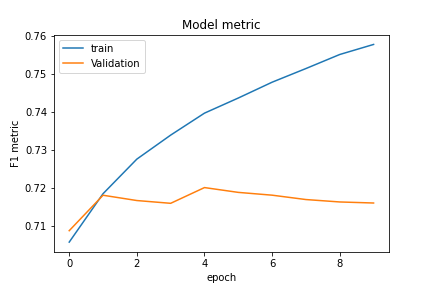 Model metric
train
Validation
F1 metric
0.76
0.75
0.74
0.73
0.72
0.71
0 2 4 6 8
epoch